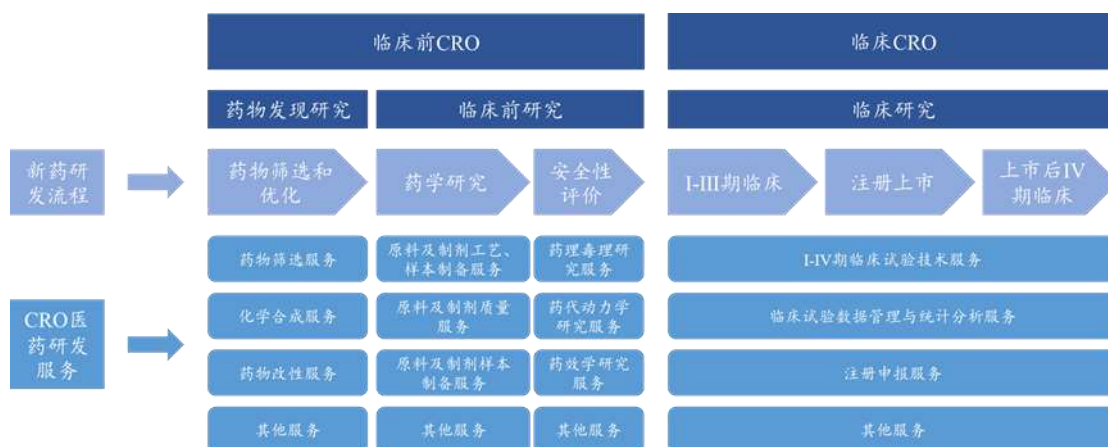 临床前CRO
临床CRO
药物发现研究
临床前研究
临床研究
新药研
发流程
药物筛选和
优化
药学研究
安全性
评价
I-III期临床
注册上市
上市后IV
期临床
CRO医
药研发
服务
药物筛选服务
原料及制剂工艺、
样本制备服务
药理毒理研
究服务
I-IV期临床试验技术服务
化学合成服务
原料及制剂质量
服务
药代动力学
研究服务
临床试验数据管理与统计分析服务
药物改性服务
原料及制剂样本
制备服务
药效学研究
服务
注册申报服务
其他服务
其他服务
其他服务
其他服务